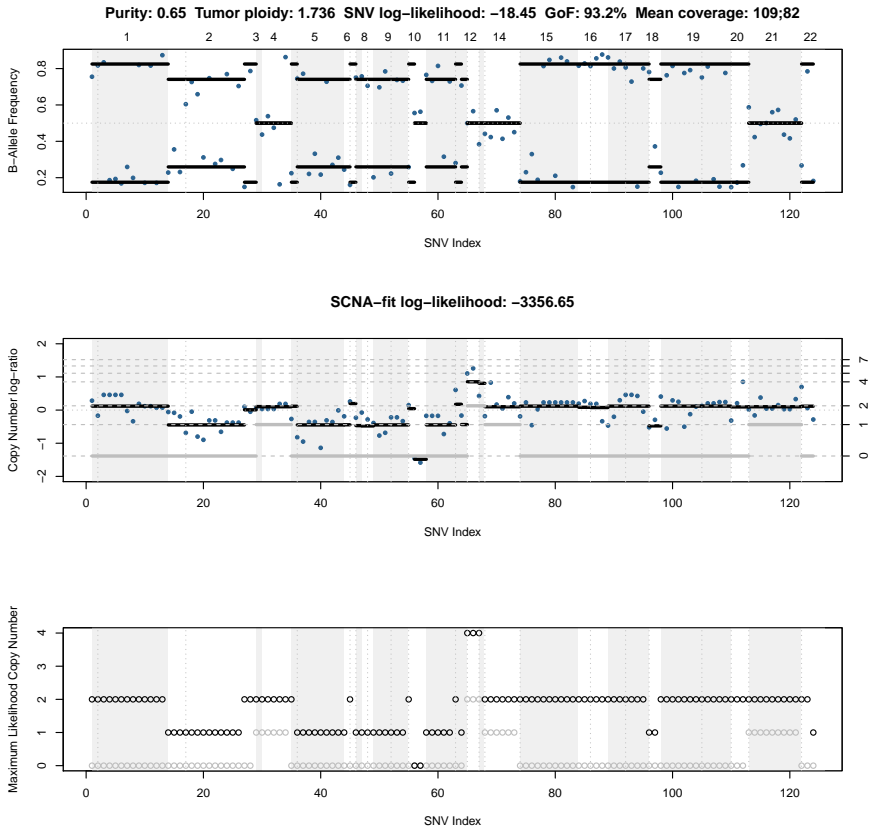 Purity: 0.65 Tumor ploidy: 1.736 SNV log−likelihood: −18.45 GoF: 93.2% Mean coverage: 109;82
1 2 3 4 5 6 8 9 10 11 12 14 15 16 17 18 19 20 21 22
B−Allele Frequency
0.8
0.6
0.4
0.2
0 20 40 60 80 100 120
SNV Index
SCNA−fit log−likelihood: −3356.65
Copy Number log−ratio
2
1
0
−1
−2
7
4
2
1
0
0 20 40 60 80 100 120
SNV Index
Maximum Likelihood Copy Number
4
3
2
1
0
0 20 40 60 80 100 120
SNV Index